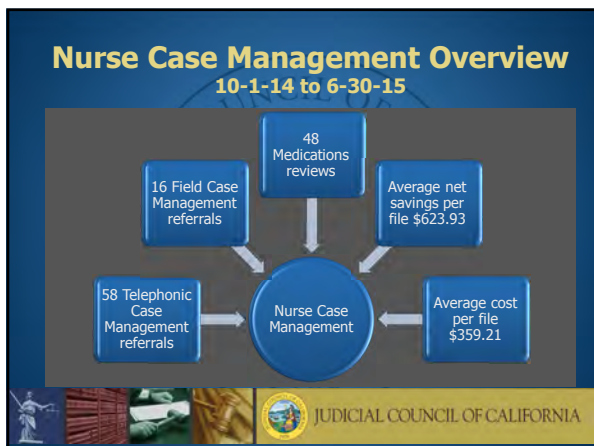 Nurse Case Management Overview
10-1-14 to 6-30-15
48
Medications
reviews
16 Field Case
Management
referrals
Average net
savings per
file $623.93
58 Telephonic
Case
Management
referrals
Nurse Case
Management
Average cost
per file
$359.21
JUDICIAL COUNCIL OF CALIFORNIA